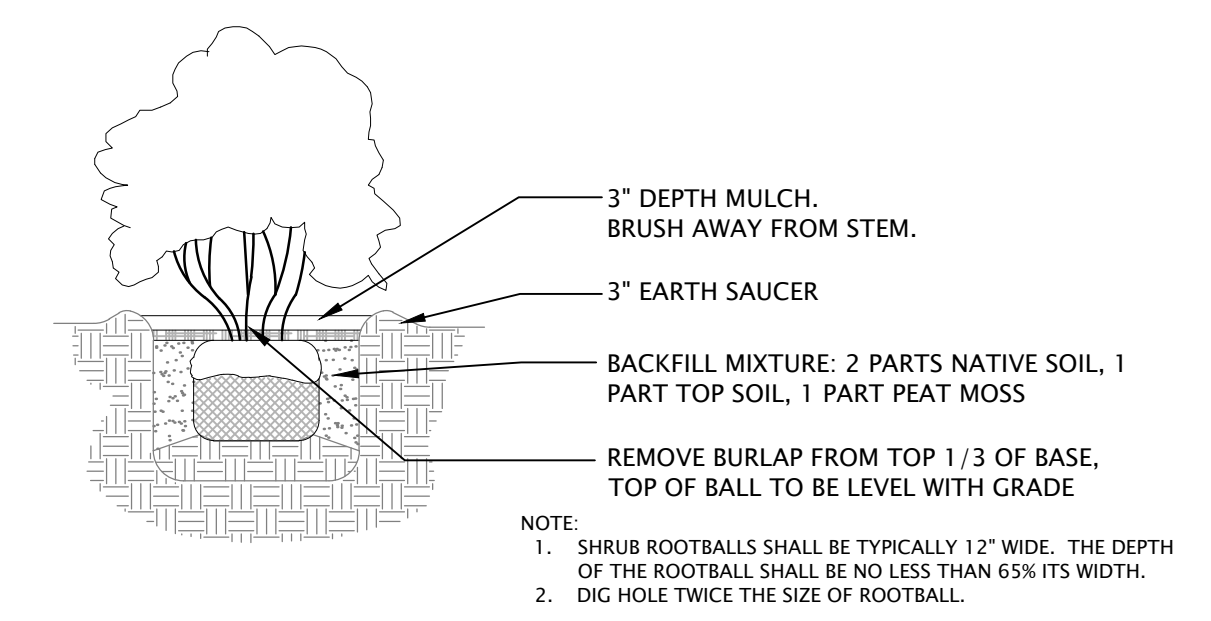 3" DEPTH MULCH.
BRUSH AWAY FROM STEM.
3" EARTH SAUCER
BACKFILL MIXTURE: 2 PARTS NATIVE SOIL, 1
PART TOP SOIL, 1 PART PEAT MOSS
REMOVE BURLAP FROM TOP 1/3 OF BASE,
TOP OF BALL TO BE LEVEL WITH GRADE
NOTE:
1. SHRUB ROOTBALLS SHALL BE TYPICALLY 12" WIDE. THE DEPTH
OF THE ROOTBALL SHALL BE NO LESS THAN 65% ITS WIDTH.
2. DIG HOLE TWICE THE SIZE OF ROOTBALL.